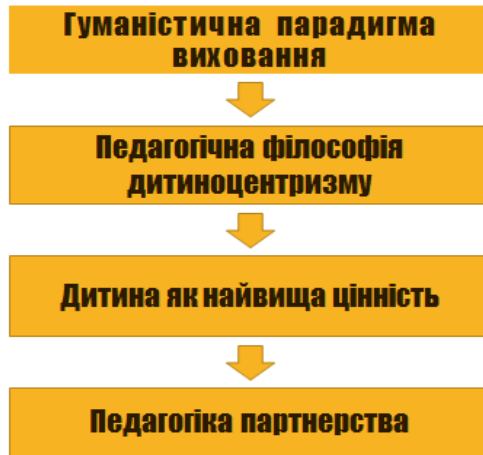 Гуманістична парадигма
виховання
Педагогічна філософія
дитиноцентризму
Дитина як найвища цінність
Педагогіка партнерства